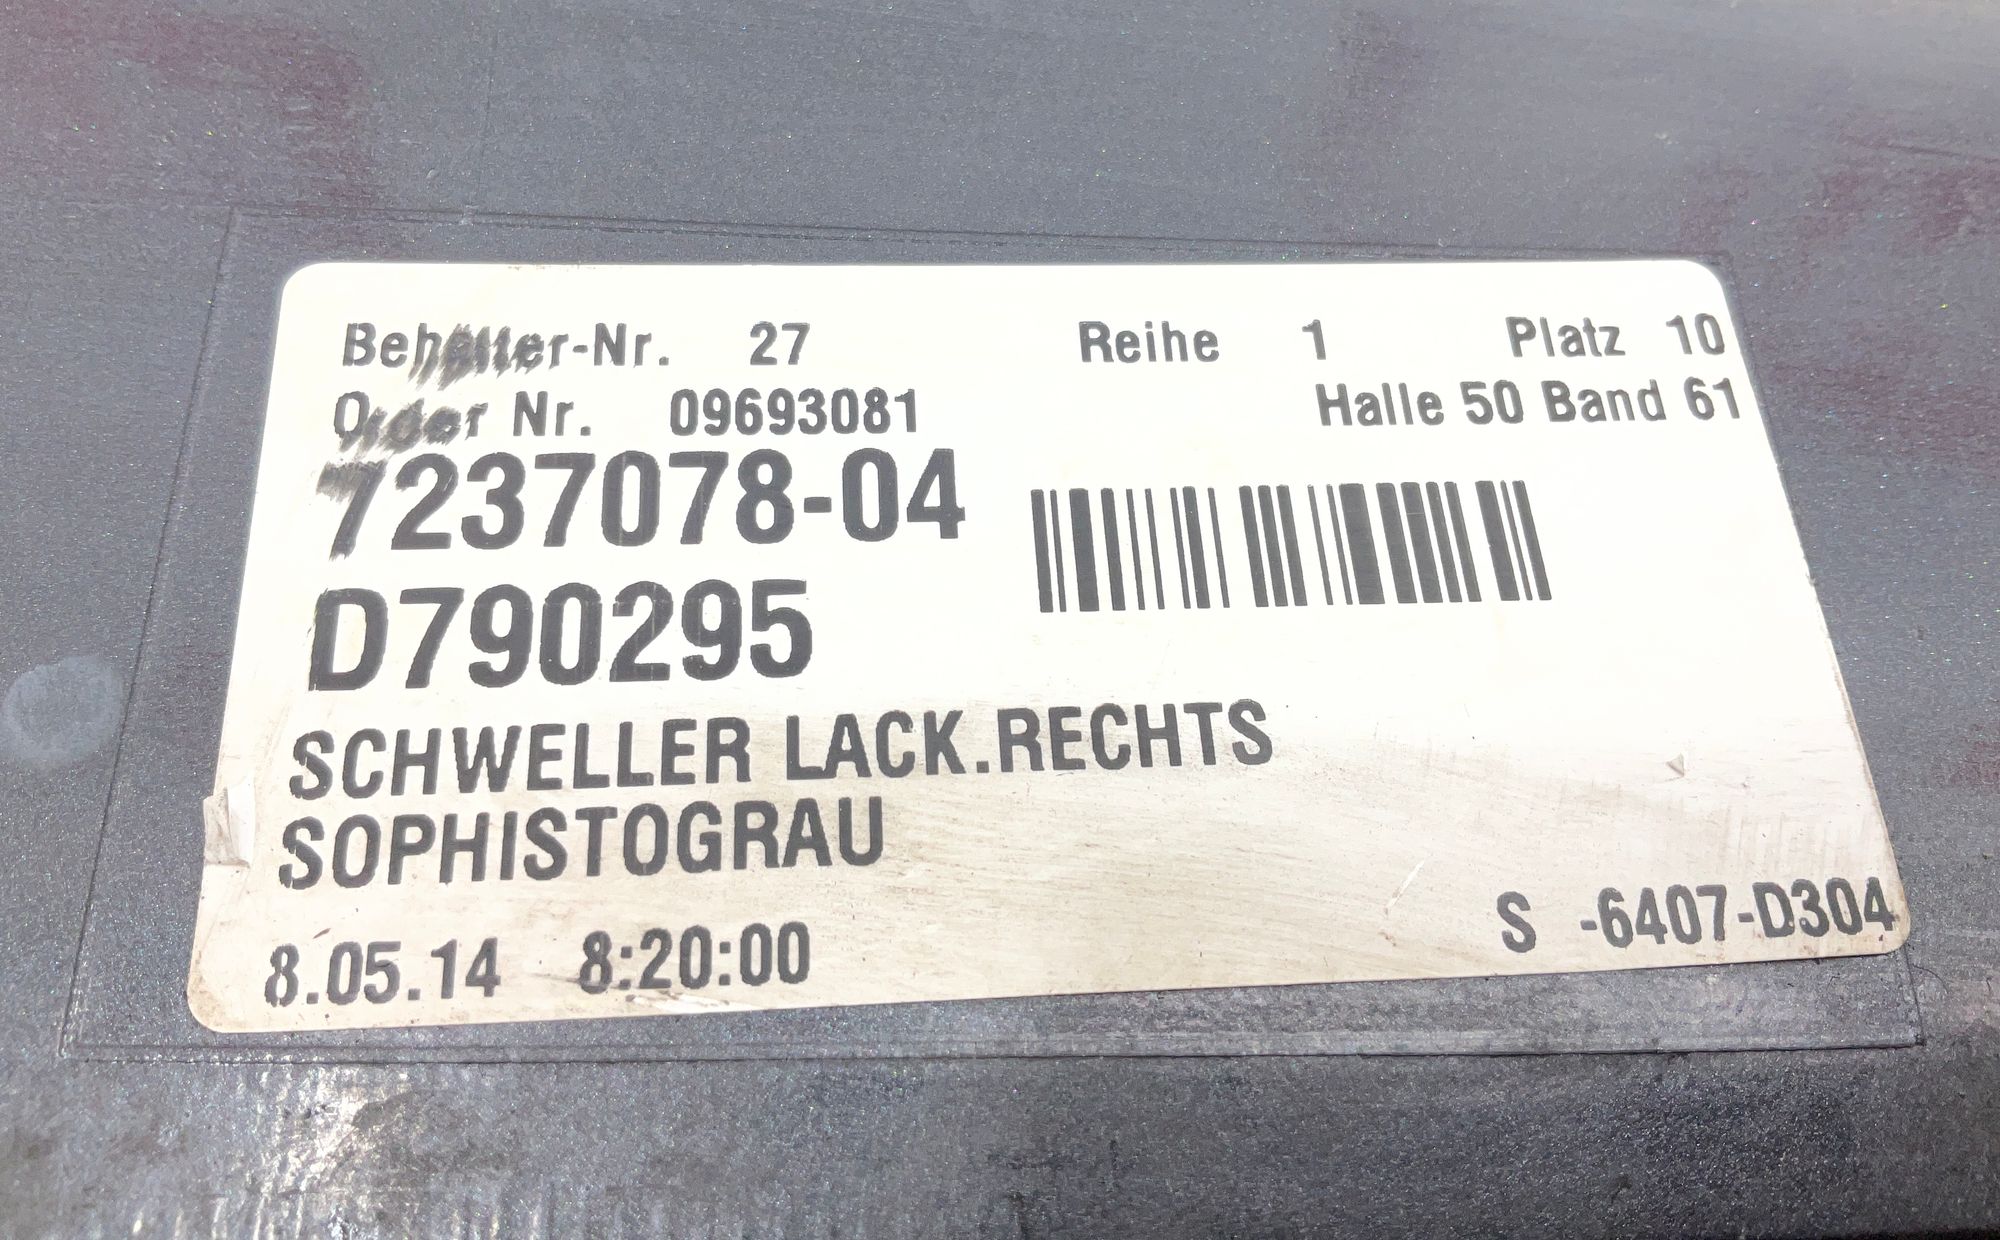 Behälter-Nr. 27 Reihe 1 Platz 10
Order Nr. 09693081 Halle 50 Band 61
7237078-04
D790295
SCHWELLER LACK.RECHTS
SOPHISTOGRAU
8.05.14 8:20:00 S -6407-D304